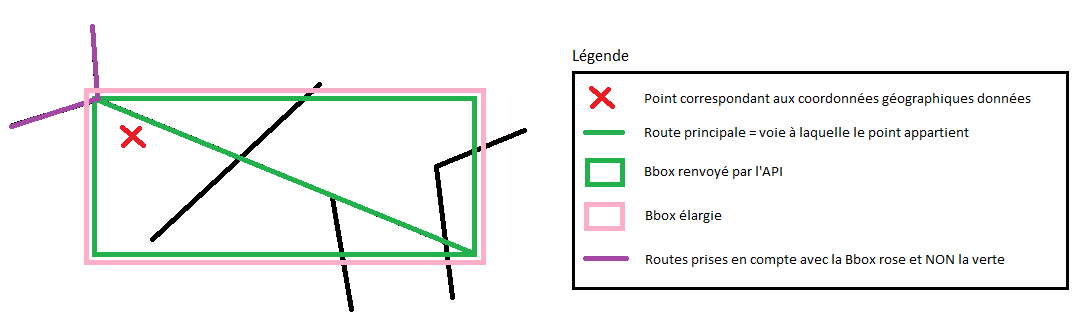 Légende
Point correspondant aux coordonnées géographiques données
Route principale = voie à laquelle le point appartient
Bbox renvoyé par l'API
Bbox élargie
Routes prises en compte avec la Bbox rose et NON la verte